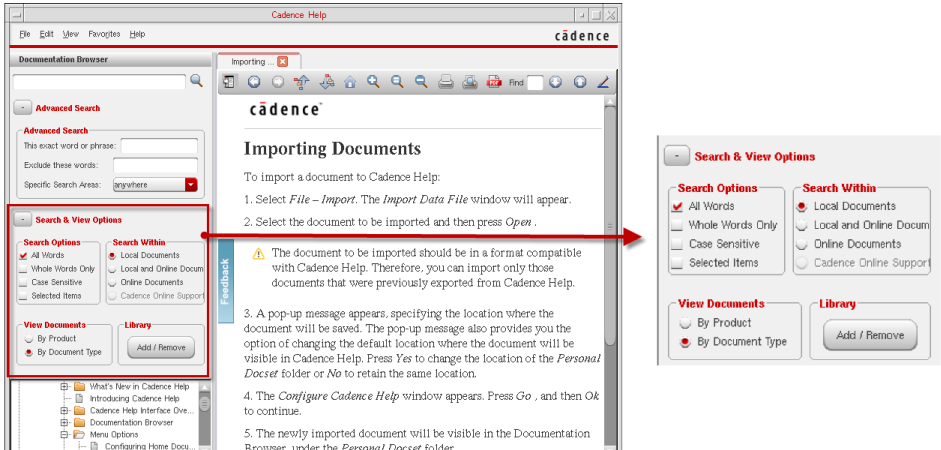 Cadence Help
File Edit View Favorites Help
cādence
Documentation Browser
Importing ...
Find
- Advanced Search
Advanced Search
This exact word or phrase:
Exclude these words:
Specific Search Areas: anywhere
- Search & View Options
Search Options
All Words
Whole Words Only
Case Sensitive
Selected Items
Search Within
Local Documents
Local and Online Docum
Online Documents
Cadence Online Support
View Documents
By Product
By Document Type
Library
Add / Remove
What's New in Cadence Help
Introducing Cadence Help
Cadence Help Interface Ove...
Documentation Browser
Menu Options
Configuring Home Docu...
Feedback
cādence™
Importing Documents
To import a document to Cadence Help:
1. Select File – Import. The Import Data File window will appear.
2. Select the document to be imported and then press Open .
The document to be imported should be in a format compatible
with Cadence Help. Therefore, you can import only those
documents that were previously exported from Cadence Help.
3. A pop-up message appears, specifying the location where the
document will be saved. The pop-up message also provides you the
option of changing the default location where the document will be
visible in Cadence Help. Press Yes to change the location of the Personal
Docset folder or No to retain the same location.
4. The Configure Cadence Help window appears. Press Go , and then Ok
to continue.
5. The newly imported document will be visible in the Documentation
Browser, under the Personal Docset folder.
- Search & View Options
Search Options
All Words
Whole Words Only
Case Sensitive
Selected Items
Search Within
Local Documents
Local and Online Docum
Online Documents
Cadence Online Support
View Documents
By Product
By Document Type
Library
Add / Remove